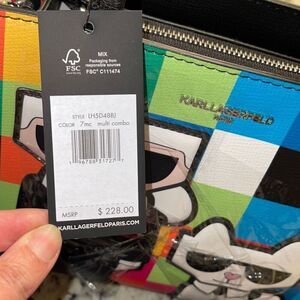 FSC
MIX
Packaging from
responsible sources
FSC® C111474
STYLE LH5D488J
COLOR 7mc multi combo
MSRP $ 228.00
KARLLAGERFELDPARIS.COM
KARL LAGERFELD
PARIS